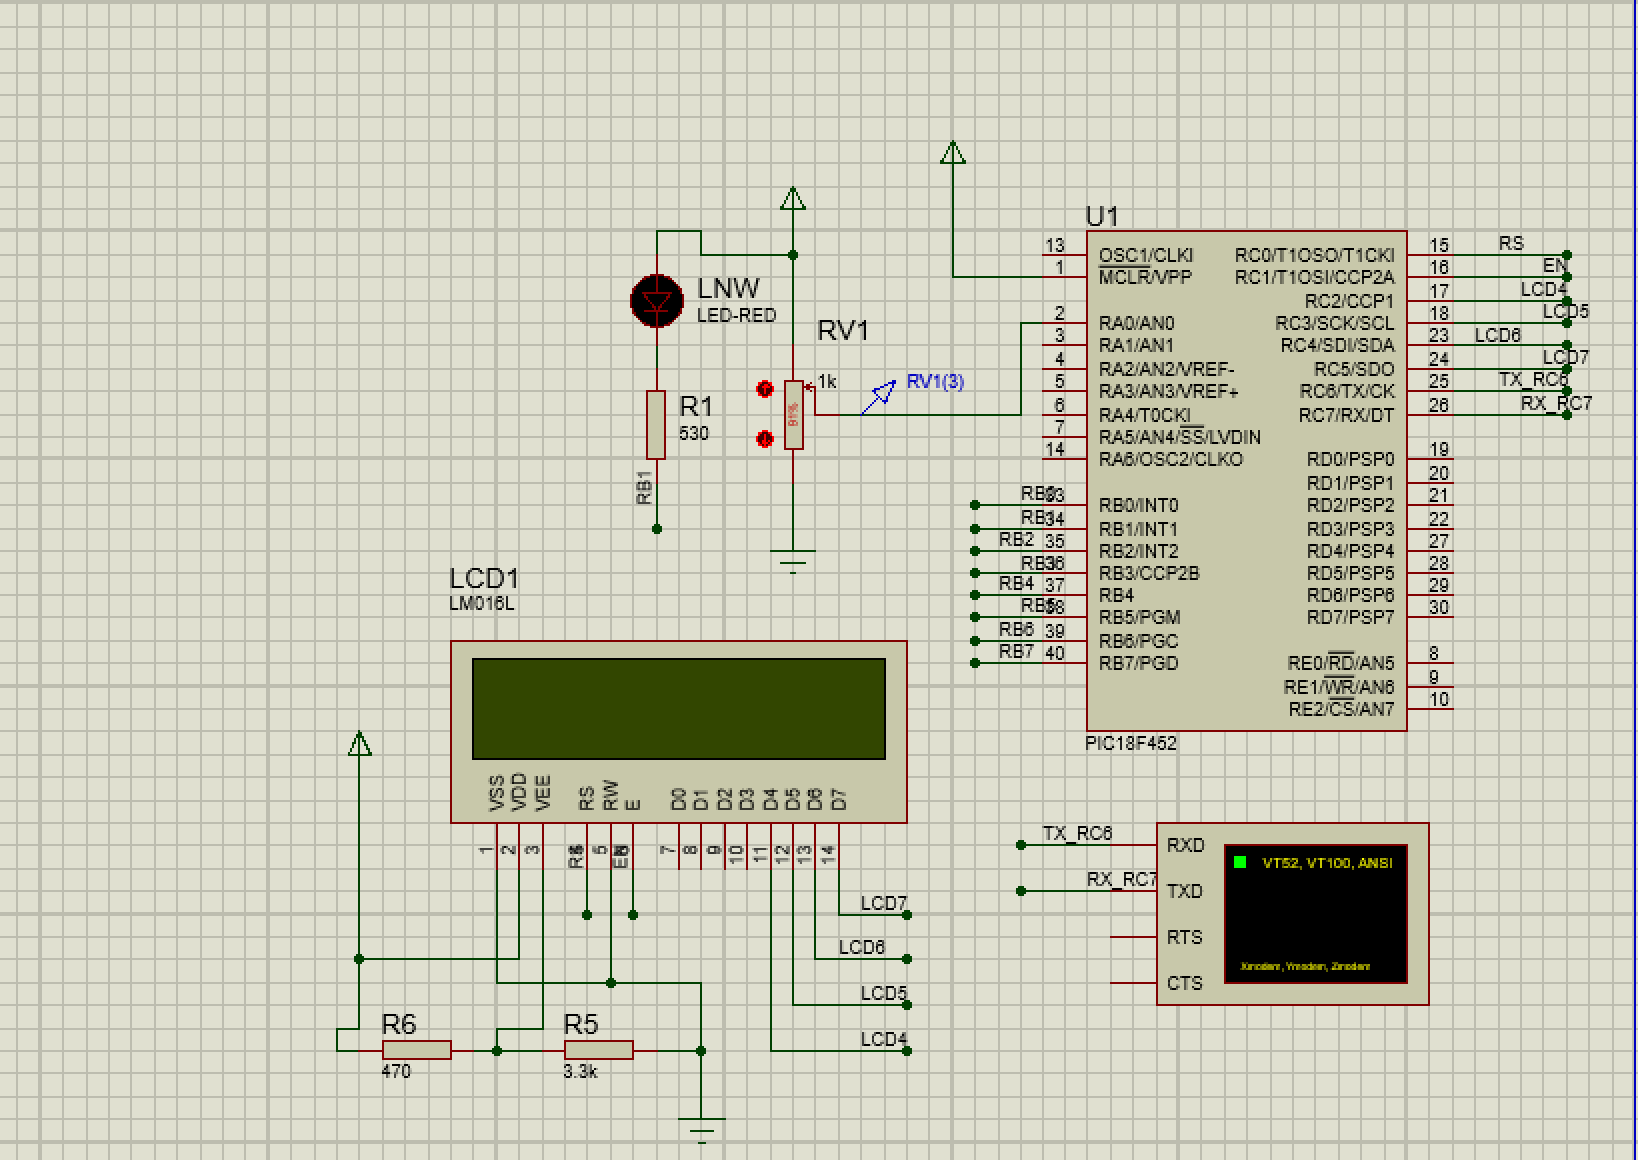 U1
13 OSC1/CLKI RC0/T1OSO/T1CKI 15 RS
1 MCLR/VPP RC1/T1OSI/CCP2A 16 EN
RC2/CCP1 17 LCD4
2 RA0/AN0 RC3/SCK/SCL 18 LCD5
3 RA1/AN1 RC4/SDI/SDA 23 LCD6
4 RA2/AN2/VREF- RC5/SDO 24 LCD7
5 RA3/AN3/VREF+ RC6/TX/CK 25 TX_RC6
6 RA4/T0CKI RC7/RX/DT 26 RX_RC7
7 RA5/AN4/SS/LVDIN
14 RA6/OSC2/CLKO RD0/PSP0 19
RD1/PSP1 20
33 RB0/INT0 RD2/PSP2 21
34 RB1/INT1 RD3/PSP3 22
RB2 35 RB2/INT2 RD4/PSP4 27
36 RB3/CCP2B RD5/PSP5 28
RB4 37 RB4 RD6/PSP6 29
38 RB5/PGM RD7/PSP7 30
RB6 39 RB6/PGC
RB7 40 RB7/PGD RE0/RD/AN5 8
RE1/WR/AN6 9
RE2/CS/AN7 10
PIC18F452
LNW
LED-RED
RV1
1k
RV1(3)
81%
R1
530
RB1
LCD1
LM016L
VSS VDD VEE RS RW E D0 D1 D2 D3 D4 D5 D6 D7
1 2 3 5 7 8 9 10 11 12 13 14
LCD7
LCD6
LCD5
LCD4
R6
470
R5
3.3k
TX_RC6 RXD
RX_RC7 TXD
RTS
CTS
VT52, VT100, ANSI
Xmodem, Ymodem, Zmodem